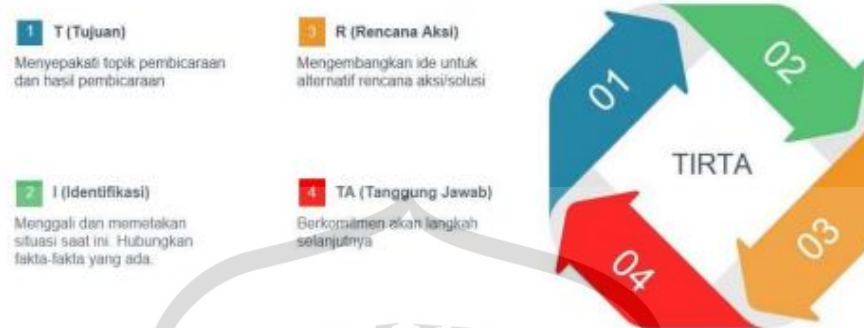 1 T (Tujuan)
Menyepakati topik pembicaraan
dan hasil pembicaraan
2 I (Identifikasi)
Menggali dan memetakan
situasi saat ini. Hubungkan
fakta-fakta yang ada.
3 R (Rencana Aksi)
Mengembangkan ide untuk
alternatif rencana aksi/solusi
4 TA (Tanggung Jawab)
Berkomitmen akan langkah
selanjutnya
01
02
TIRTA
03
04